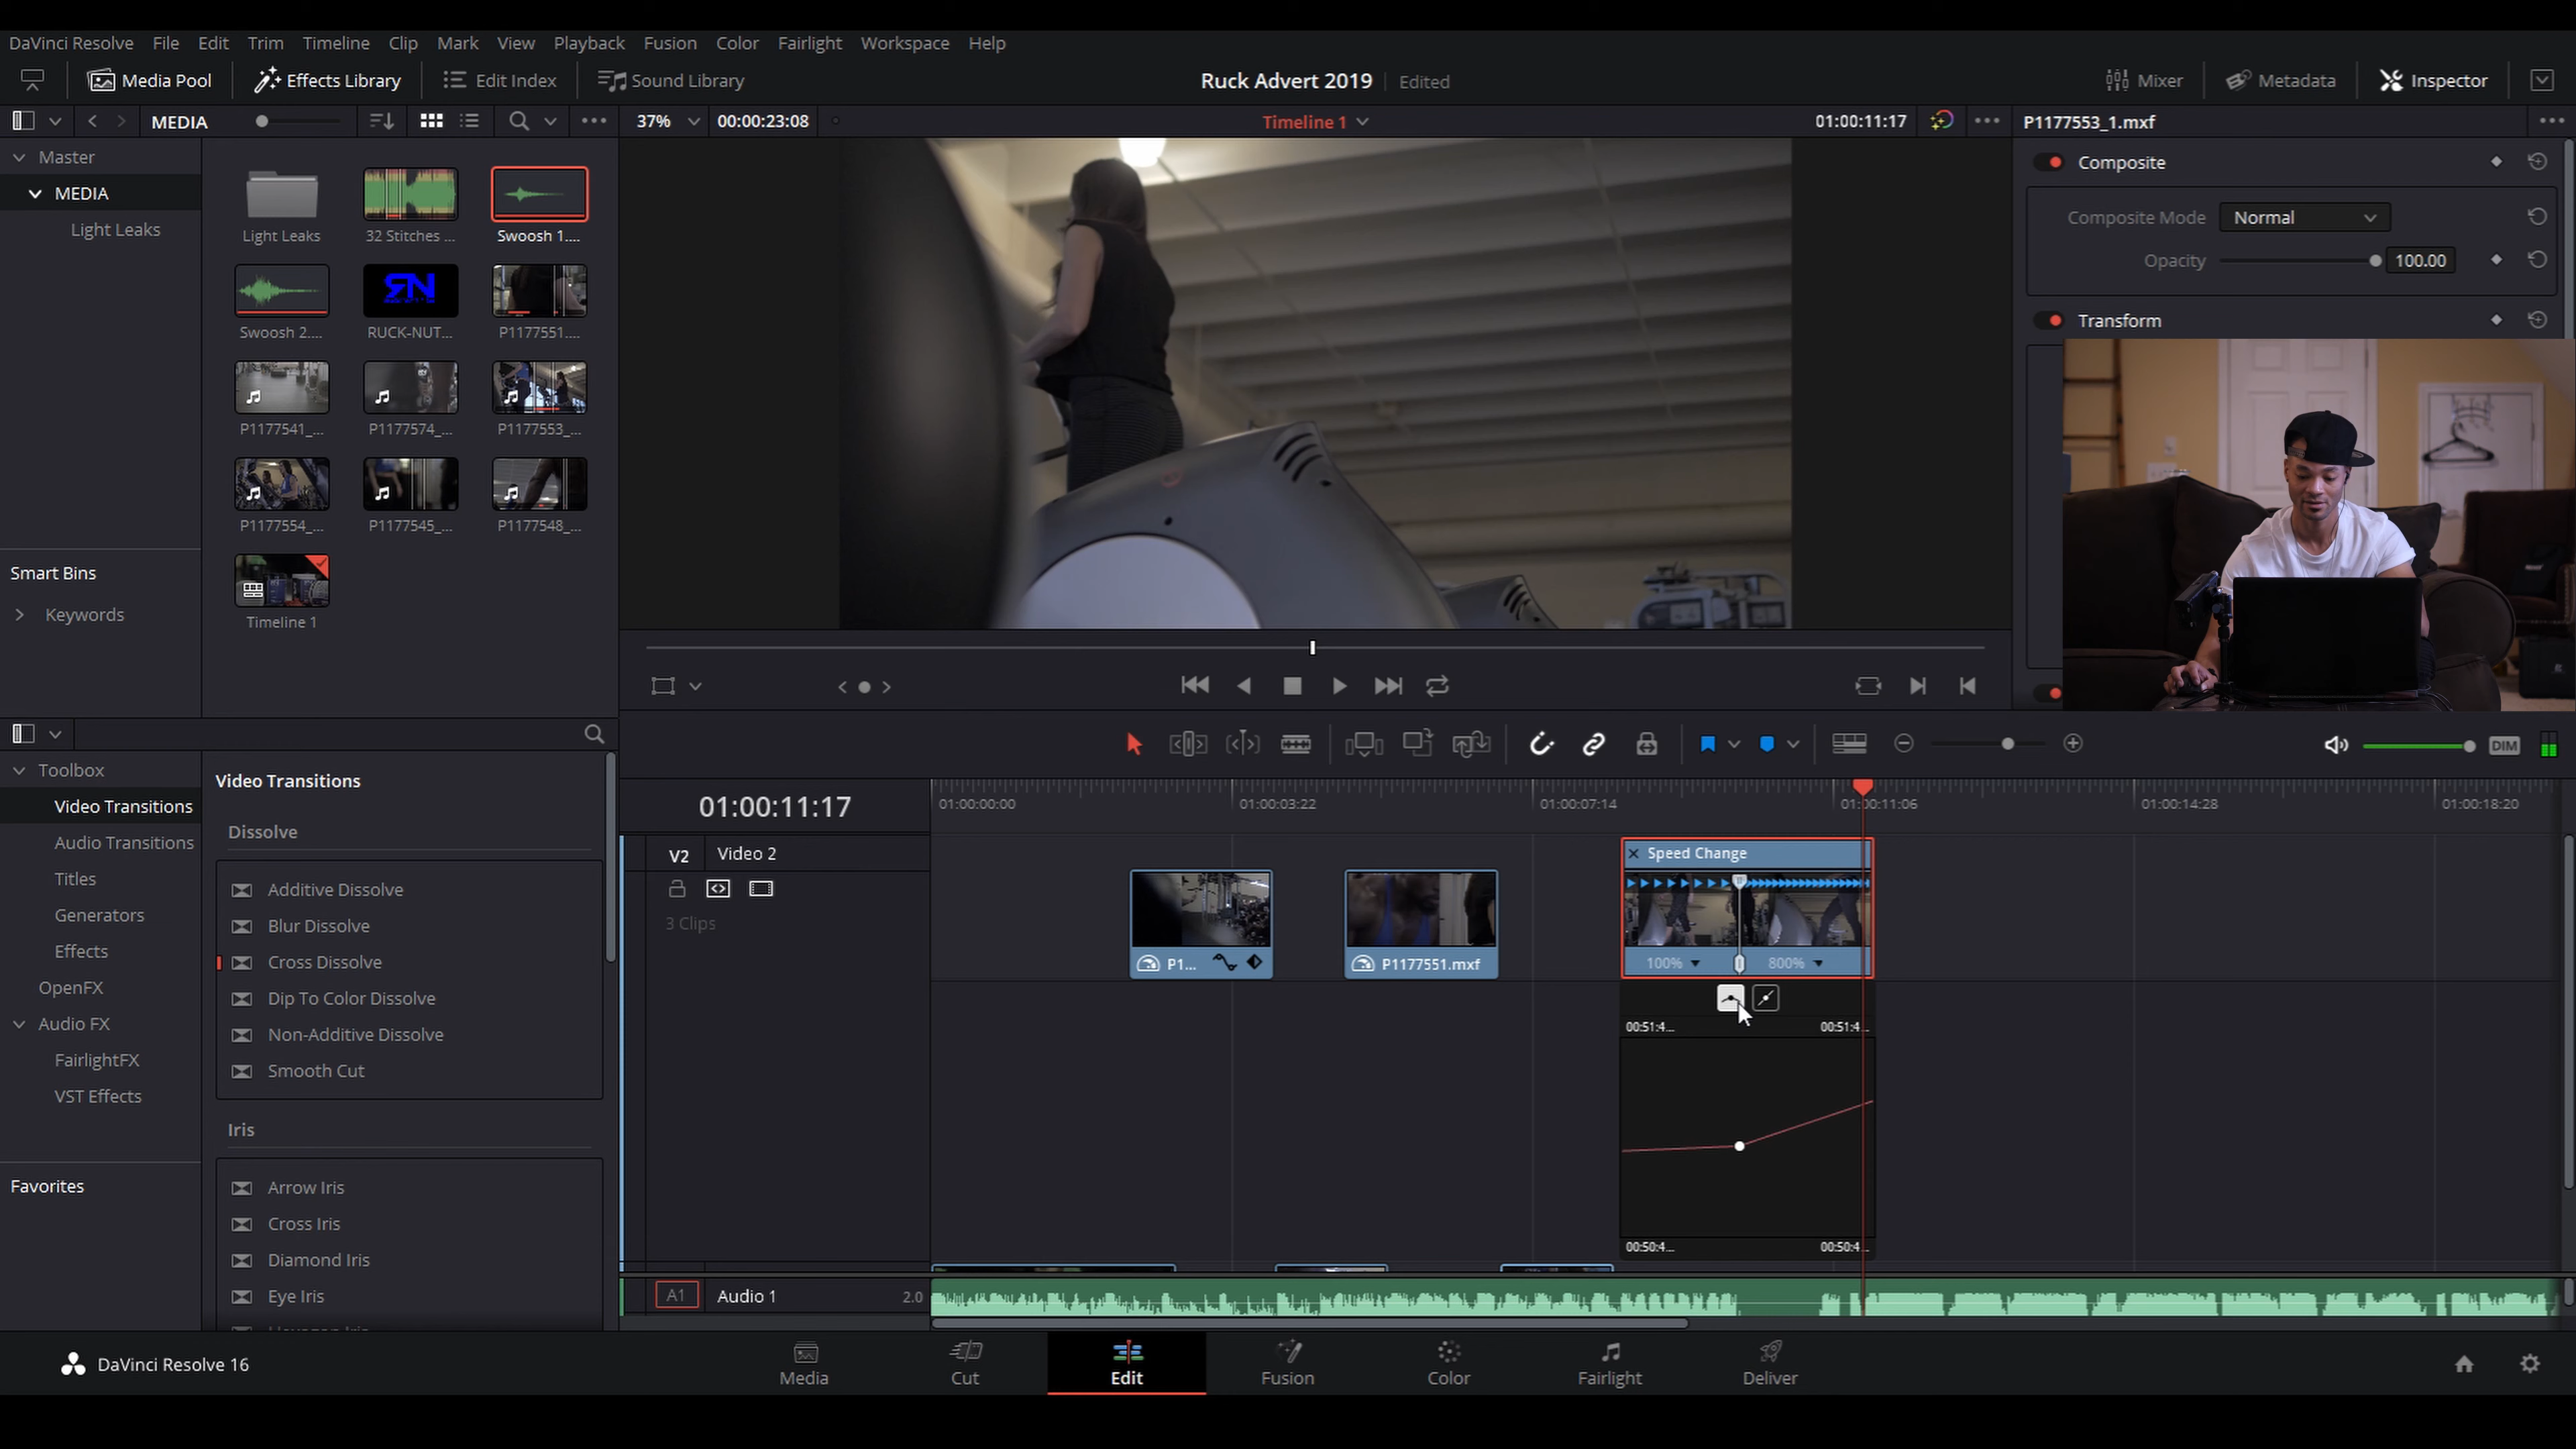 DaVinci Resolve File Edit Trim Timeline Clip Mark View Playback Fusion Color Fairlight Workspace Help
Media Pool Effects Library Edit Index Sound Library Ruck Advert 2019 Edited Mixer Metadata Inspector
MEDIA 37% 00:00:23:08 Timeline 1 01:00:11:17 P1177553_1.mxf
Master
MEDIA
Light Leaks
Light Leaks 32 Stitches ... Swoosh 1....
RN
Swoosh 2.... RUCK-NUT... P1177551....
P1177541_... P1177574_... P1177553_...
P1177554_... P1177545_... P1177548_...
Timeline 1
Smart Bins
Keywords
Composite
Composite Mode Normal
Opacity 100.00
Transform
Toolbox
Video Transitions
Audio Transitions
Titles
Generators
Effects
OpenFX
Audio FX
FairlightFX
VST Effects
Favorites
Video Transitions
Dissolve
Additive Dissolve
Blur Dissolve
Cross Dissolve
Dip To Color Dissolve
Non-Additive Dissolve
Smooth Cut
Iris
Arrow Iris
Cross Iris
Diamond Iris
Eye Iris
DIM
01:00:11:17 01:00:00:00 01:00:03:22 01:00:07:14 01:00:11:06 01:00:14:28 01:00:18:20
V2 Video 2
3 Clips
Speed Change
P1... P1177551.mxf 100% 800%
00:51:4... 00:51:4...
00:50:4... 00:50:4...
A1 Audio 1 2.0
DaVinci Resolve 16 Media Cut Edit Fusion Color Fairlight Deliver